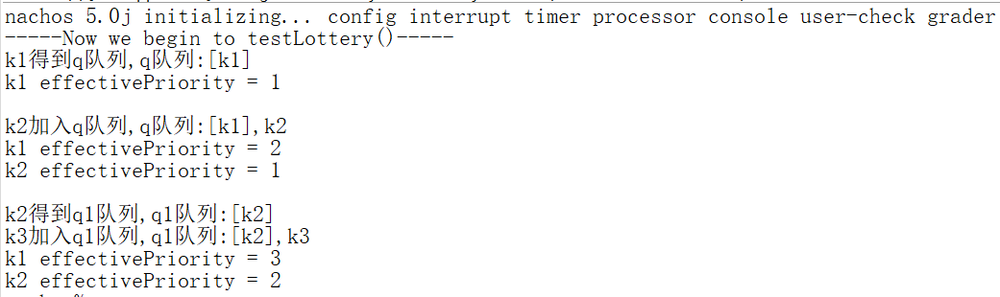 nachos 5.0j initializing... config interrupt timer processor console user-check grader
-----Now we begin to testLottery()-----
k1得到q队列,q队列:[k1]
k1 effectivePriority = 1
k2加入q队列,q队列:[k1],k2
k1 effectivePriority = 2
k2 effectivePriority = 1
k2得到q1队列,q1队列:[k2]
k3加入q1队列,q1队列:[k2],k3
k1 effectivePriority = 3
k2 effectivePriority = 2